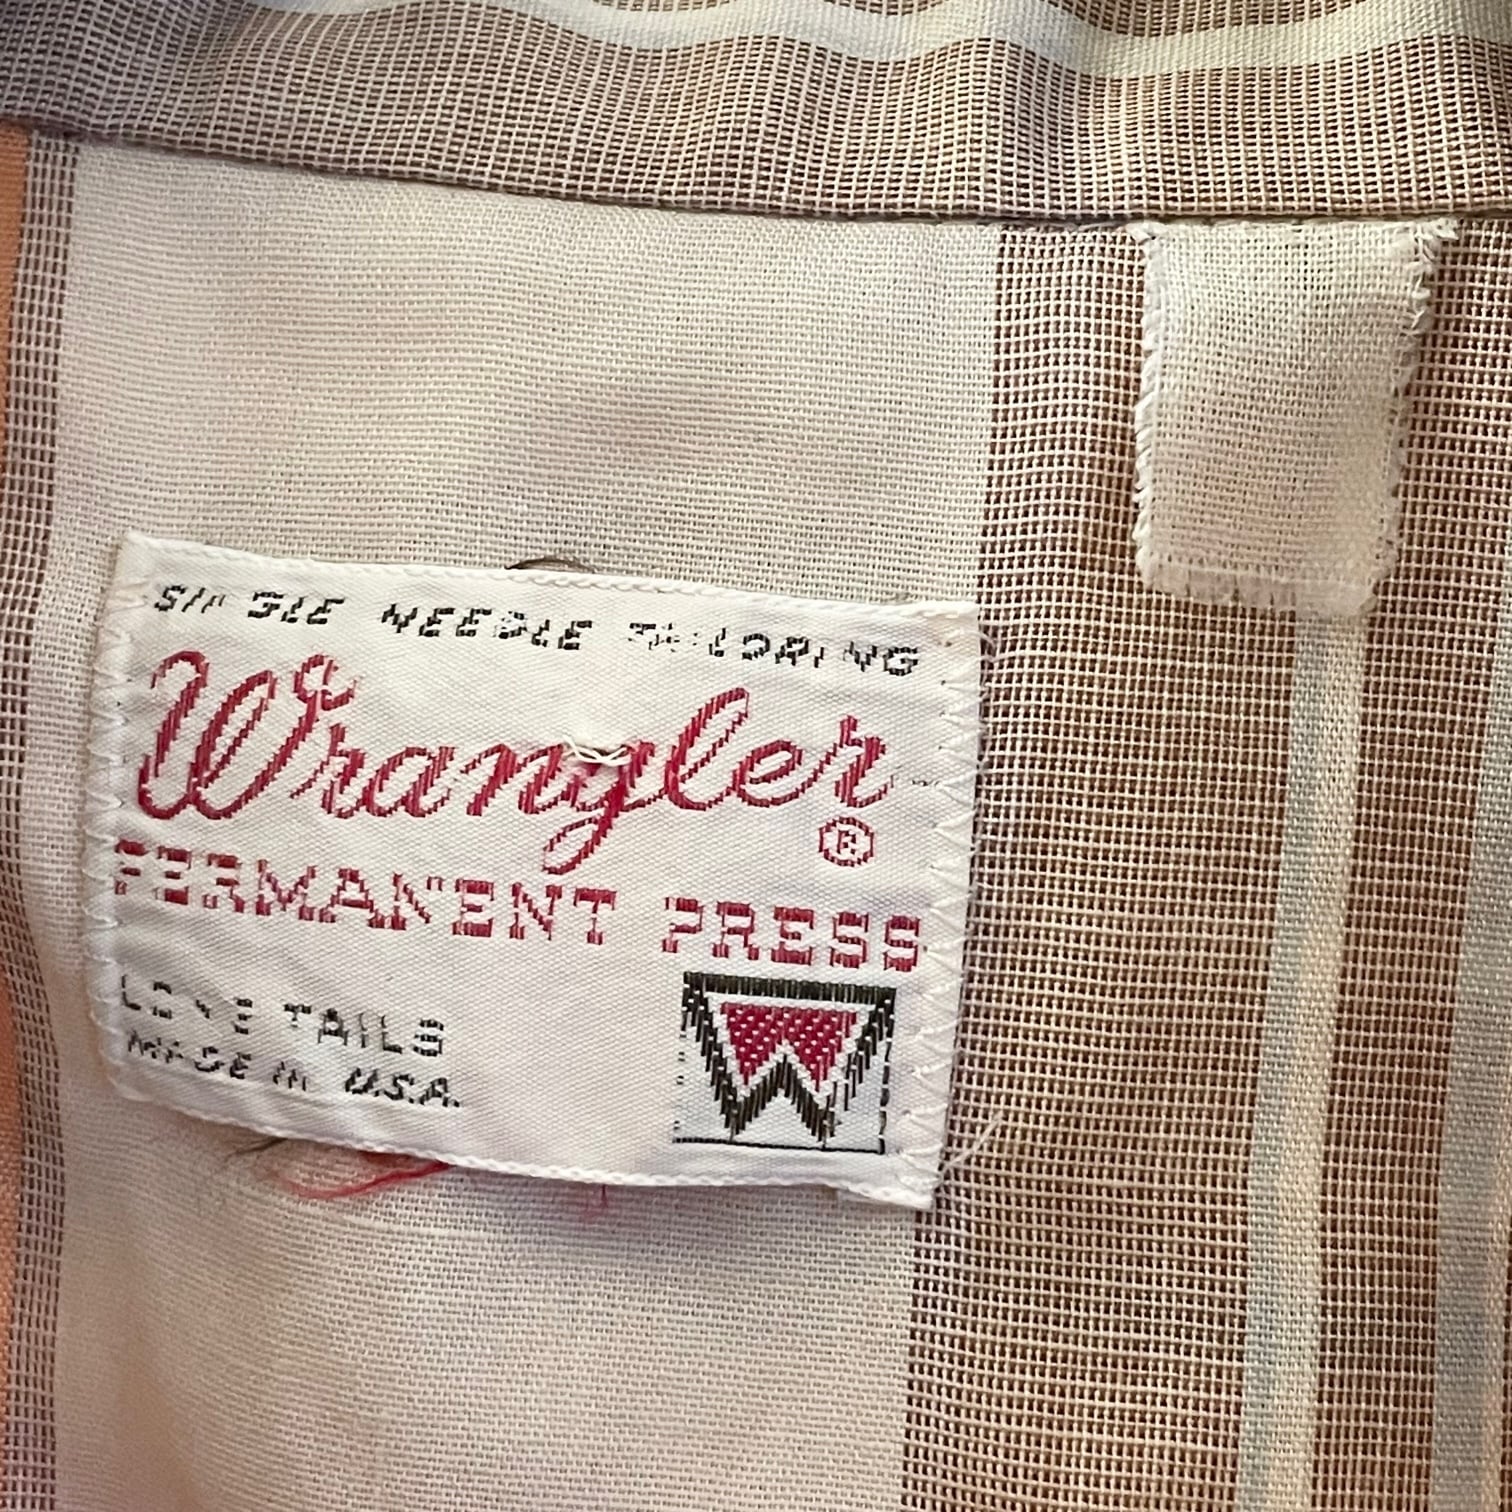 SINGLE NEEDLE TAILORING
Wrangler
®
PERMANENT PRESS
LONG TAILS
MADE IN U.S.A.
W